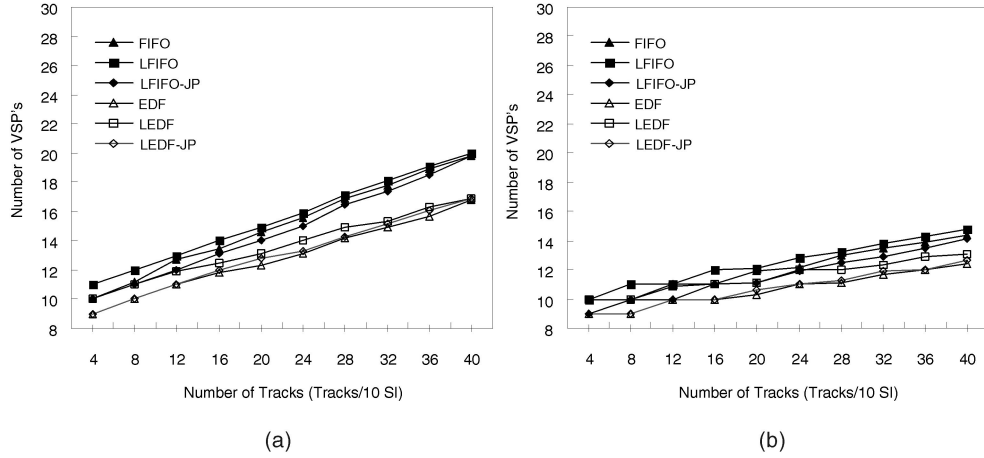 30
28
26
24
22
20
18
16
14
12
10
8
Number of VSP's
FIFO
LFIFO
LFIFO-JP
EDF
LEDF
LEDF-JP
4 8 12 16 20 24 28 32 36 40
Number of Tracks (Tracks/10 SI)
(a)
30
28
26
24
22
20
18
16
14
12
10
8
Number of VSP's
FIFO
LFIFO
LFIFO-JP
EDF
LEDF
LEDF-JP
4 8 12 16 20 24 28 32 36 40
Number of Tracks (Tracks/10 SI)
(b)